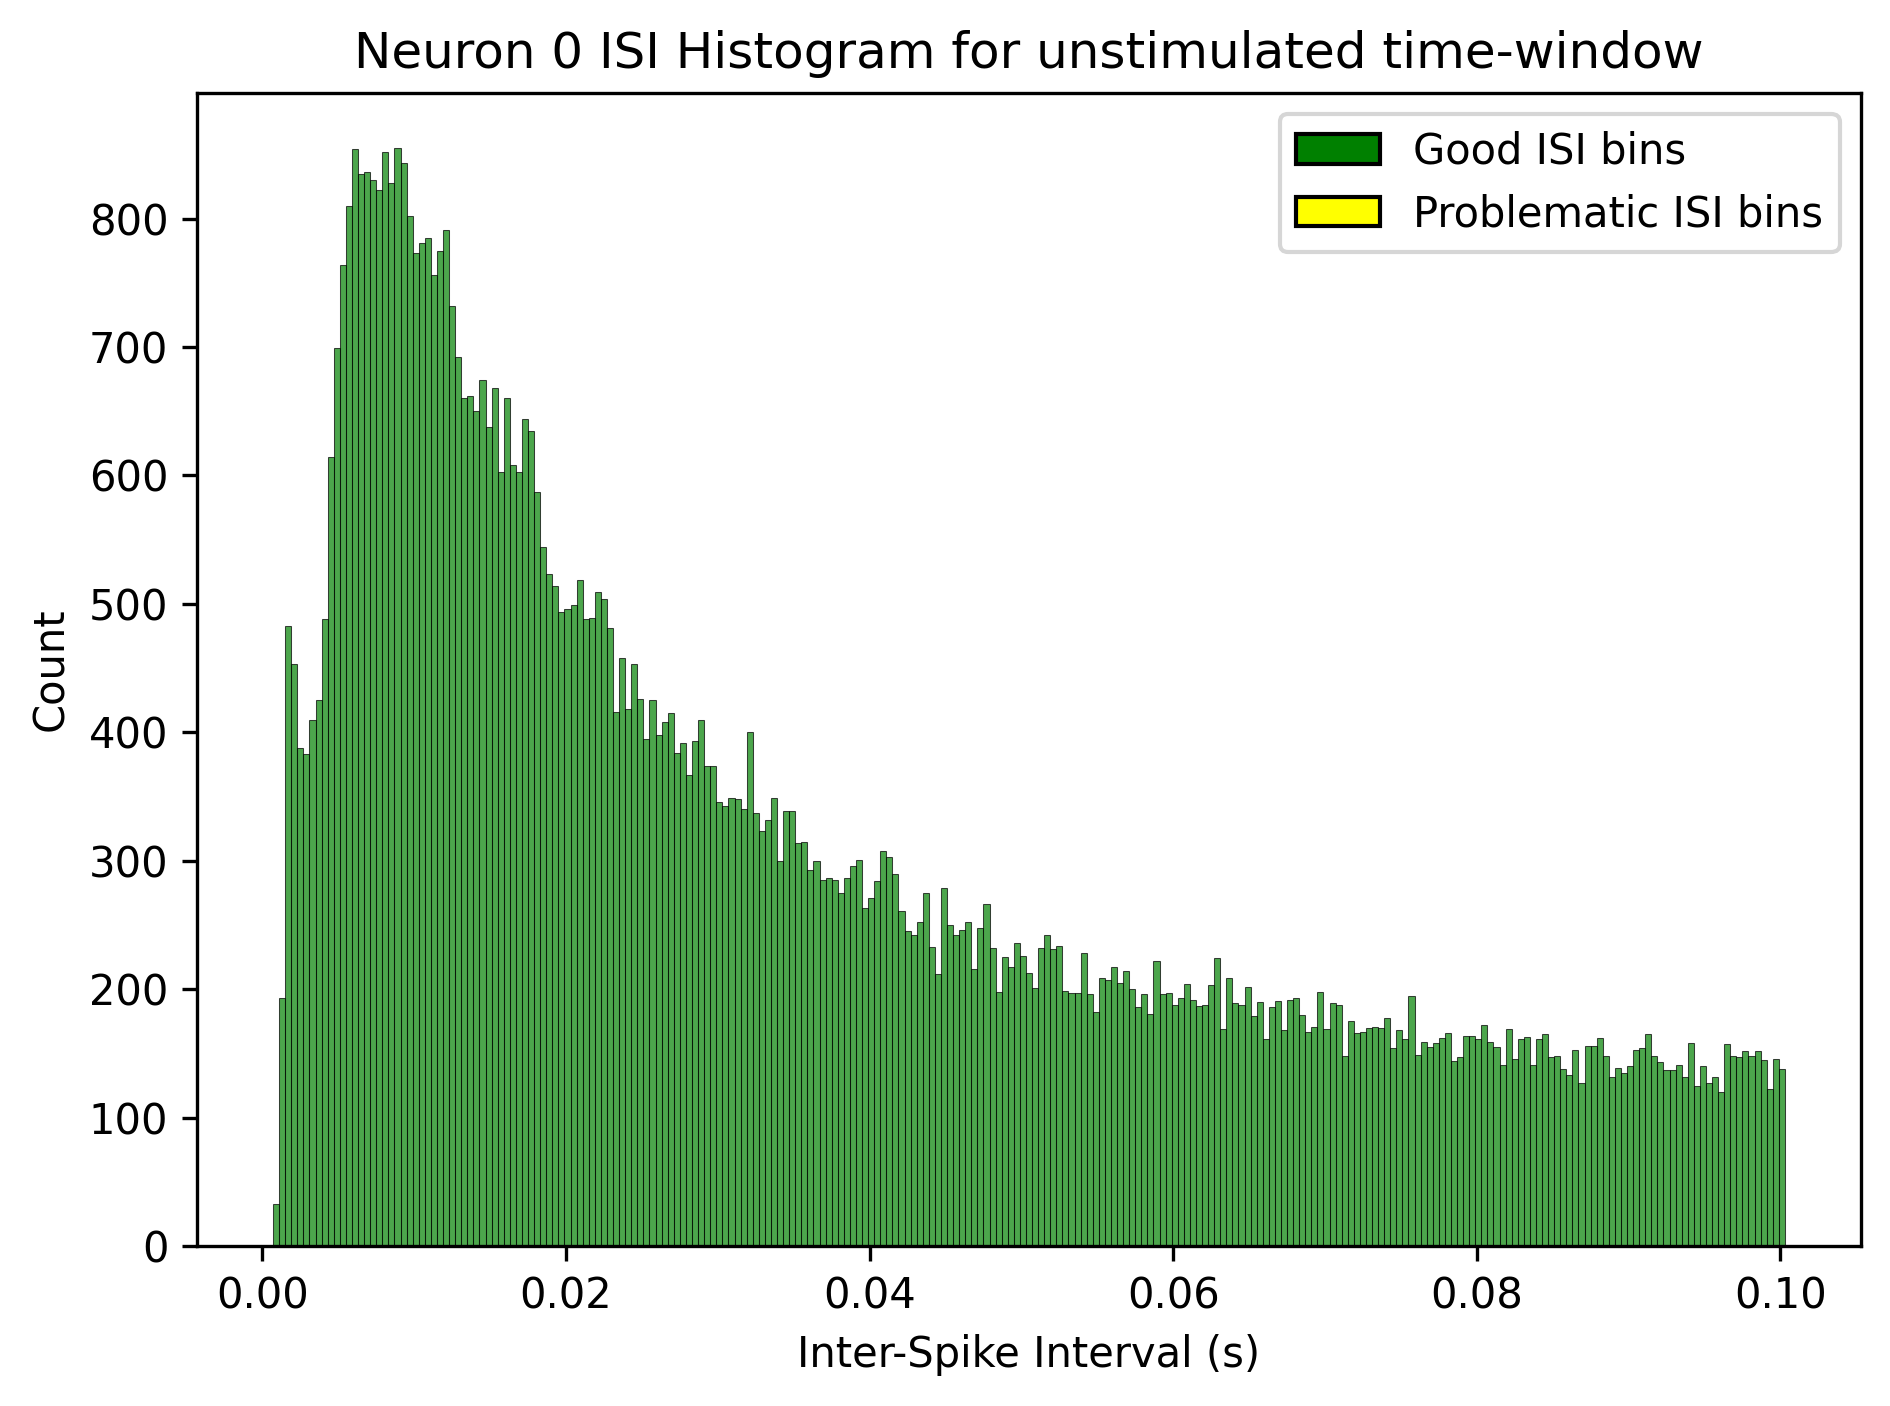 Neuron 0 ISI Histogram for unstimulated time-window
Good ISI bins
Problematic ISI bins
800
700
600
500
400
300
200
100
0
Count
0.00 0.02 0.04 0.06 0.08 0.10
Inter-Spike Interval (s)